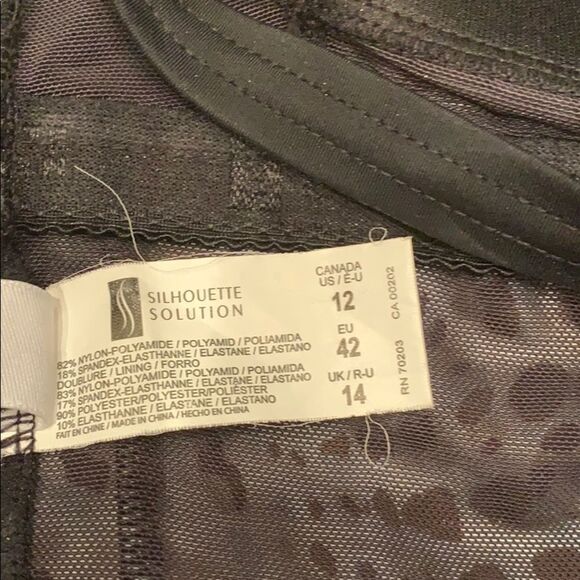 SILHOUETTE
SOLUTION
82% NYLON-POLYAMIDE / POLYAMID / POLIAMIDA
18% SPANDEX-ELASTHANNE / ELASTANE / ELASTANO
DOUBLURE / LINING / FORRO
83% NYLON-POLYAMIDE / POLYAMID / POLIAMIDA
17% SPANDEX-ELASTHANNE / ELASTANE / ELASTANO
90% POLYESTER/POLYESTER/POLIÉSTER
10% ELASTHANNE / ELASTANE / ELASTANO
FAIT EN CHINE / MADE IN CHINA / HECHO EN CHINA
CANADA
US / É-U
12
EU
42
UK / R-U
14
CA 00202
RN 70203